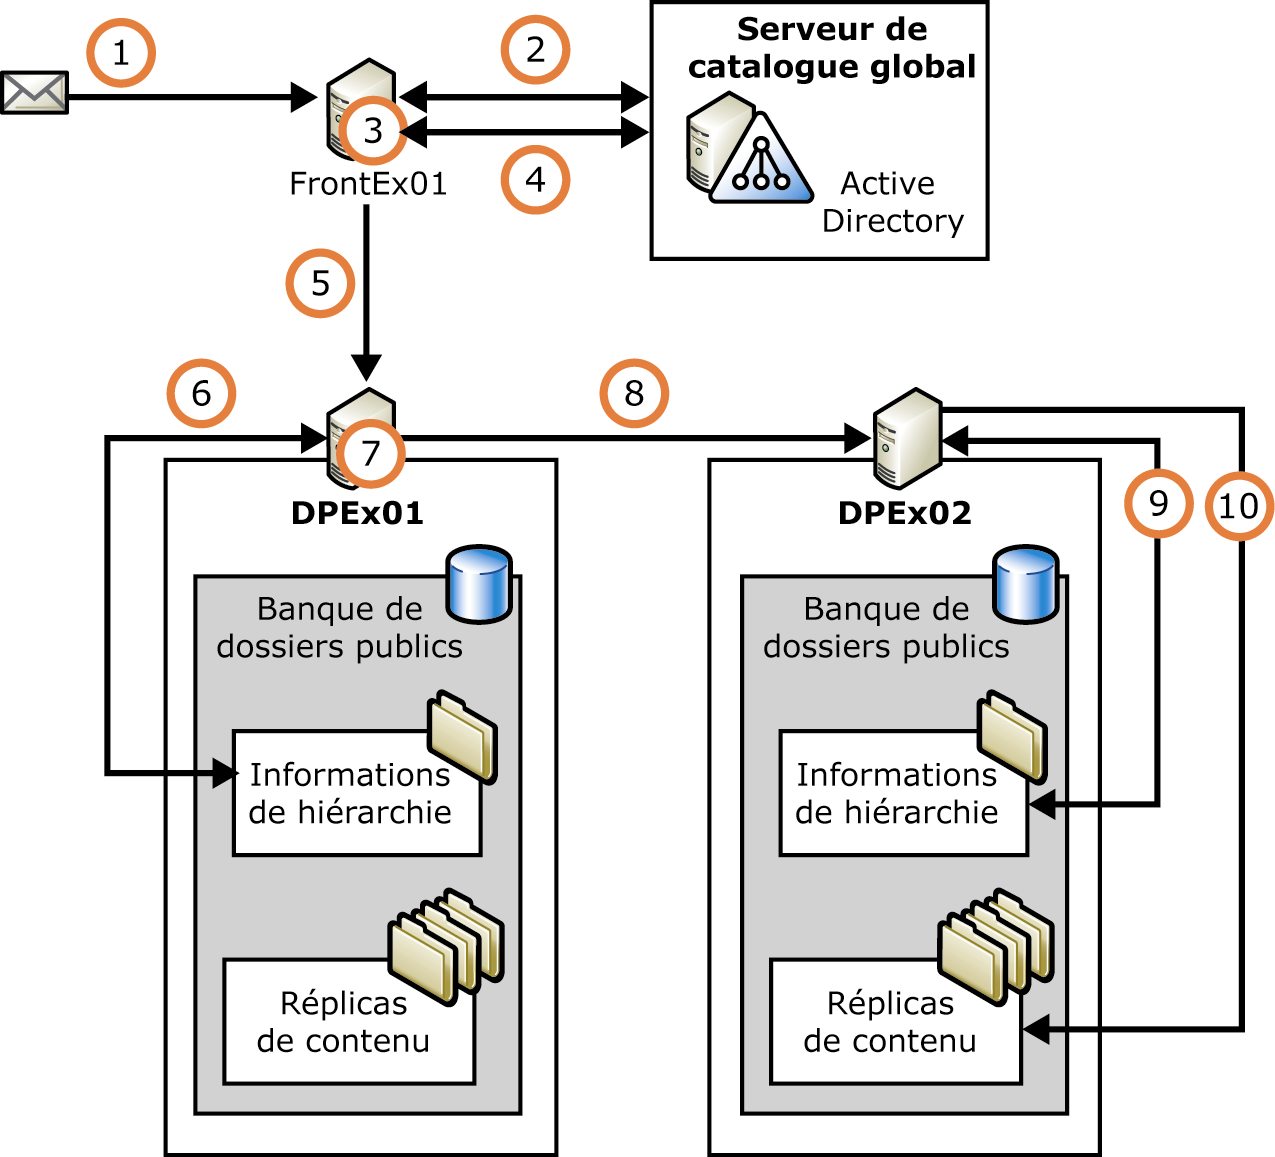 1
2
Serveur de
catalogue global
3
4
FrontEx01
Active
Directory
5
6
8
7
9
10
DPEx01
DPEx02
Banque de
dossiers publics
Banque de
dossiers publics
Informations
de hiérarchie
Informations
de hiérarchie
Réplicas
de contenu
Réplicas
de contenu